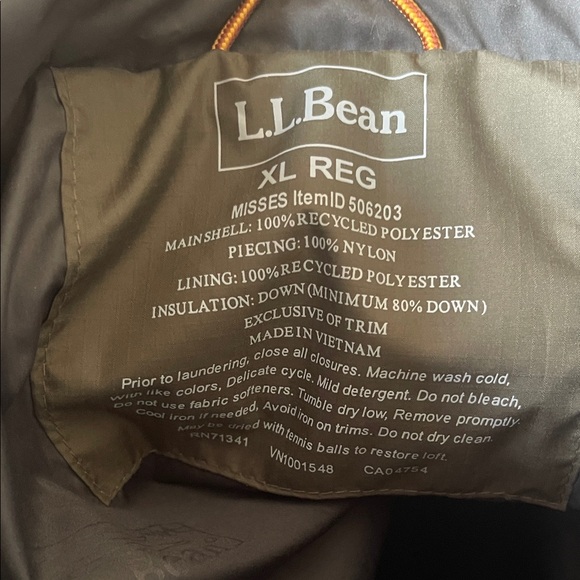 L.L.Bean
XL REG
MISSES ItemID 506203
MAINSHELL: 100% RECYCLED POLYESTER
PIECING: 100% NYLON
LINING: 100% RECYCLED POLYESTER
INSULATION: DOWN (MINIMUM 80% DOWN)
EXCLUSIVE OF TRIM
MADE IN VIETNAM
Prior to laundering, close all closures. Machine wash cold,
With like colors, Delicate cycle. Mild detergent. Do not bleach,
Do not use fabric softeners. Tumble dry low, Remove promptly.
Cool iron if needed, Avoid iron on trims. Do not dry clean.
May be dried with tennis balls to restore loft.
RN71341 VN1001548 CA04754
Bean